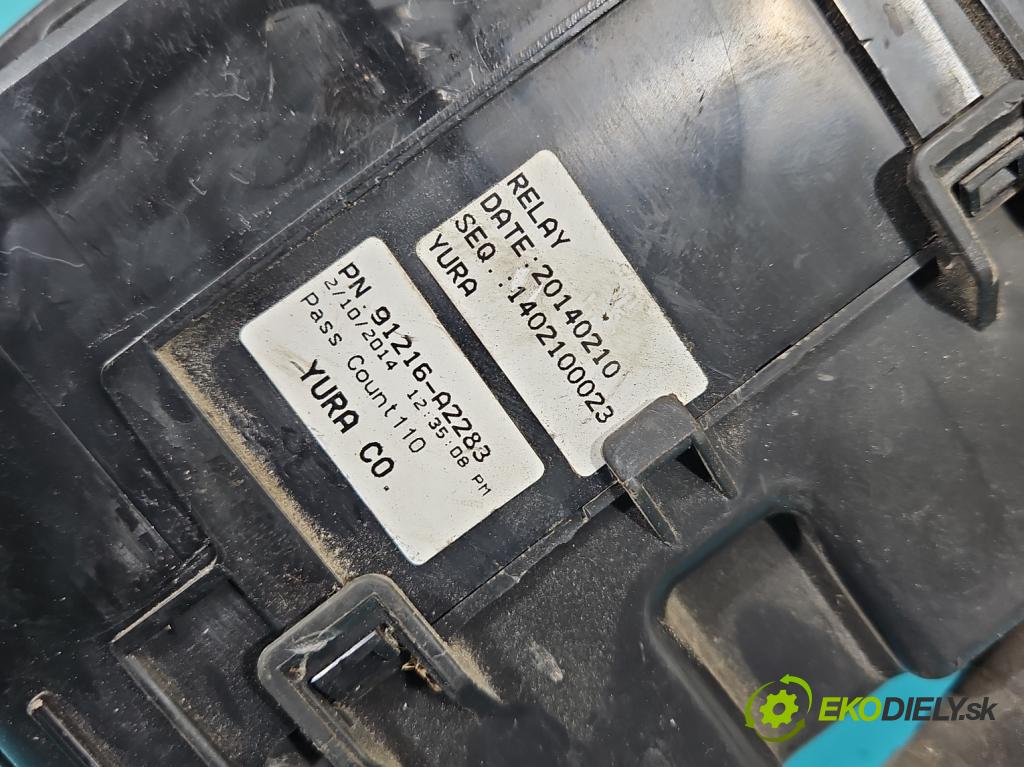 RELAY
DATE:20140210
SEQ.:1402100023
YURA
PN:91216-A2283
2/10/2014 12:35:08 PM
Pass Count110
YURA CO.
EKODIELY.sk